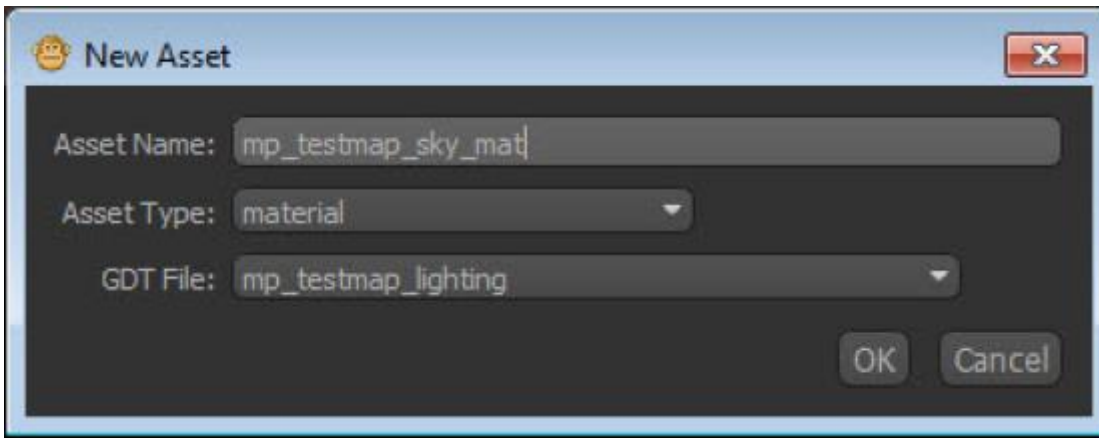 New Asset
Asset Name: mp_testmap_sky_mat
Asset Type: material
GDT File: mp_testmap_lighting
OK Cancel